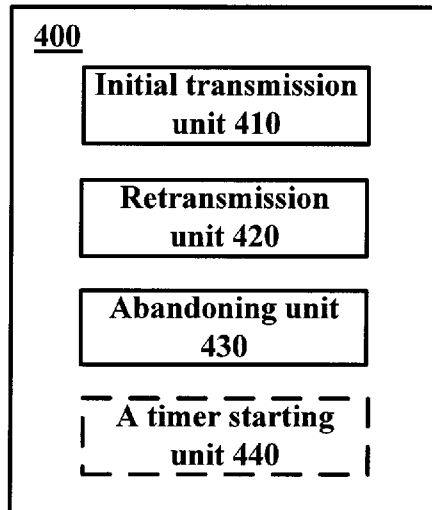 400
Initial transmission
unit 410
Retransmission
unit 420
Abandoning unit
430
A timer starting
unit 440